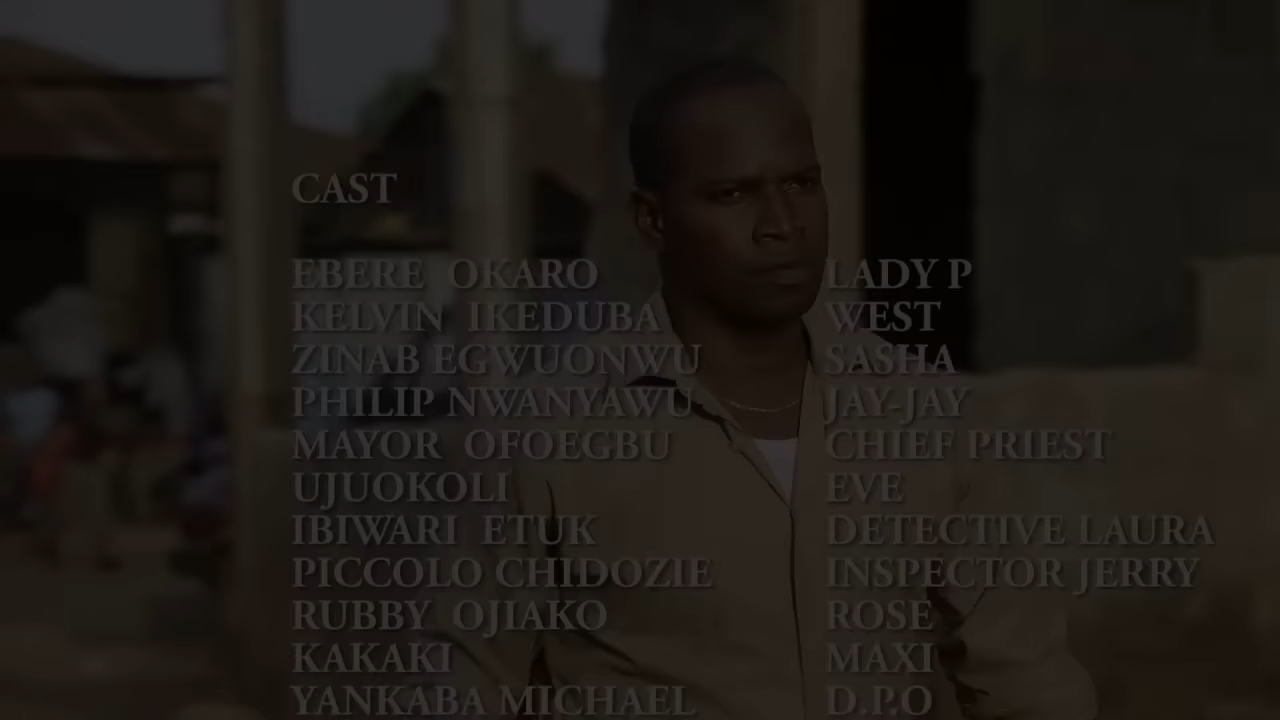 CAST
EBERE OKARO LADY P
KELVIN IKEDUBA WEST
ZINAB EGWUONWU SASHA
PHILIP NWANYAWU JAY-JAY
MAYOR OFOEGBU CHIEF PRIEST
UJUOKOLI EVE
IBIWARI ETUK DETECTIVE LAURA
PICCOLO CHIDOZIE INSPECTOR JERRY
RUBBY OJIAKO ROSE
KAKAKI MAXI
YANKABA MICHAEL D.P.O